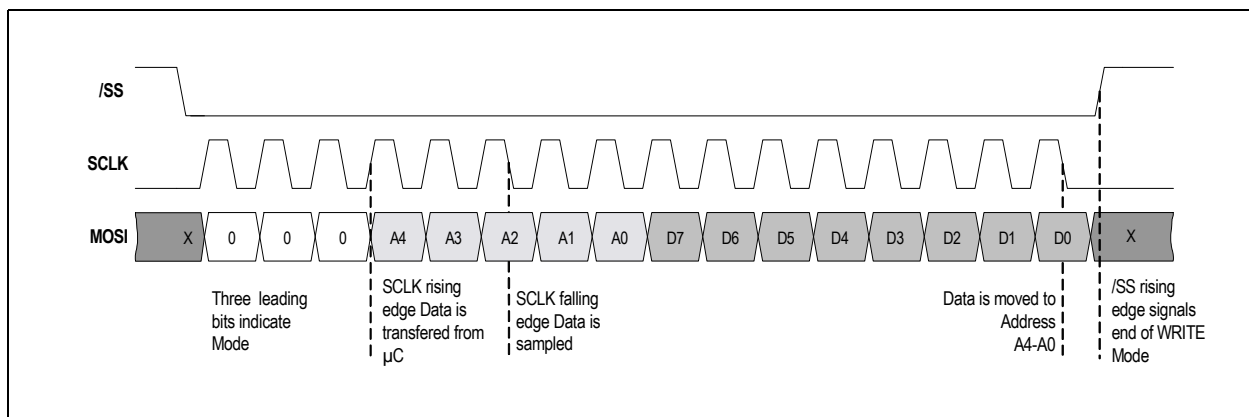 /SS
SCLK
MOSI X 0 0 0 A4 A3 A2 A1 A0 D7 D6 D5 D4 D3 D2 D1 D0 X
Three leading
bits indicate
Mode
SCLK rising
edge Data is
transfered from
µC
SCLK falling
edge Data is
sampled
Data is moved to
Address
A4-A0
/SS rising
edge signals
end of WRITE
Mode